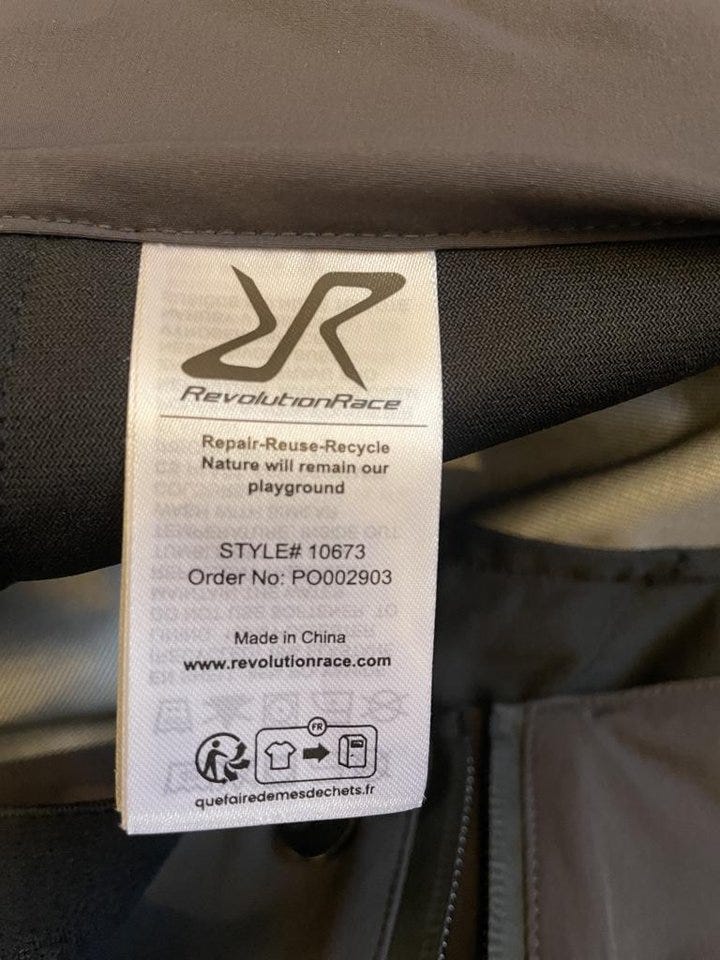 RevolutionRace
Repair-Reuse-Recycle
Nature will remain our
playground
STYLE# 10673
Order No: PO002903
Made in China
www.revolutionrace.com
FR
quefairedemesdechets.fr